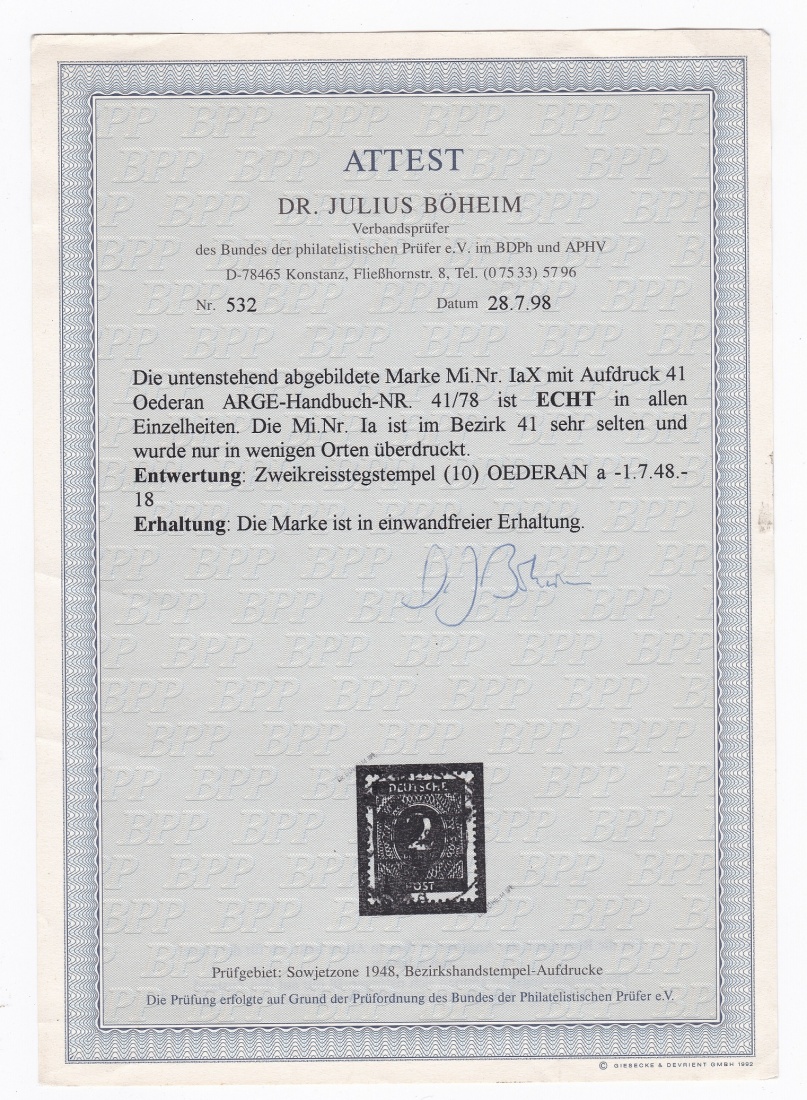 ATTEST
DR. JULIUS BÖHEIM
Verbandsprüfer
des Bundes der philatelistischen Prüfer e.V. im BDPh und APHV
D-78465 Konstanz, Fließhornstr. 8, Tel. (0 75 33) 57 96
Nr. 532 Datum 28.7.98
Die untenstehend abgebildete Marke Mi.Nr. IaX mit Aufdruck 41
Oederan ARGE-Handbuch-NR. 41/78 ist ECHT in allen
Einzelheiten. Die Mi.Nr. Ia ist im Bezirk 41 sehr selten und
wurde nur in wenigen Orten überdruckt.
Entwertung: Zweikreisstegstempel (10) OEDERAN a -1.7.48.-
18
Erhaltung: Die Marke ist in einwandfreier Erhaltung.
D J Böheim
DEUTSCHE
2
POST
Prüfgebiet: Sowjetzone 1948, Bezirkshandstempel-Aufdrucke
Die Prüfung erfolgte auf Grund der Prüfordnung des Bundes der Philatelistischen Prüfer e.V.
© GIESECKE & DEVRIENT GMBH 1992